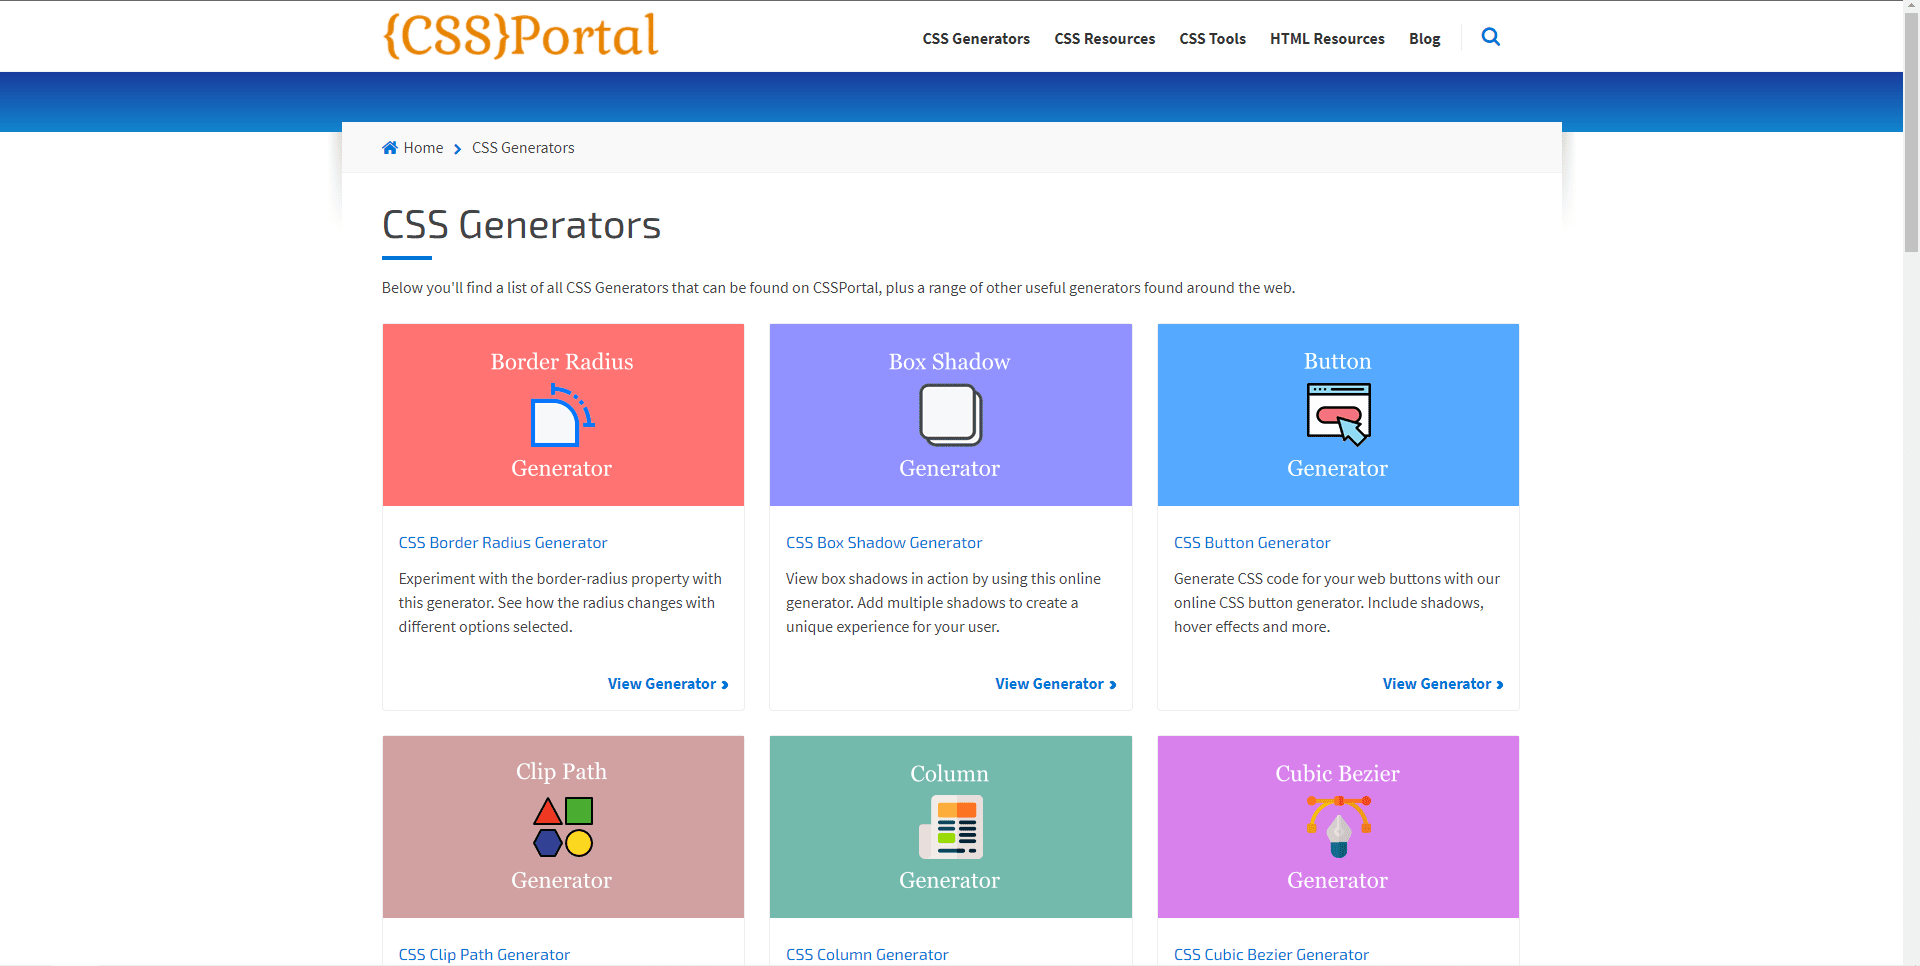 {CSS}Portal
CSS Generators CSS Resources CSS Tools HTML Resources Blog
Home CSS Generators
CSS Generators
Below you'll find a list of all CSS Generators that can be found on CSSPortal, plus a range of other useful generators found around the web.
Border Radius
Generator
CSS Border Radius Generator
Experiment with the border-radius property with
this generator. See how the radius changes with
different options selected.
View Generator
Box Shadow
Generator
CSS Box Shadow Generator
View box shadows in action by using this online
generator. Add multiple shadows to create a
unique experience for your user.
View Generator
Button
Generator
CSS Button Generator
Generate CSS code for your web buttons with our
online CSS button generator. Include shadows,
hover effects and more.
View Generator
Clip Path
Generator
CSS Clip Path Generator
Column
Generator
CSS Column Generator
Cubic Bezier
Generator
CSS Cubic Bezier Generator